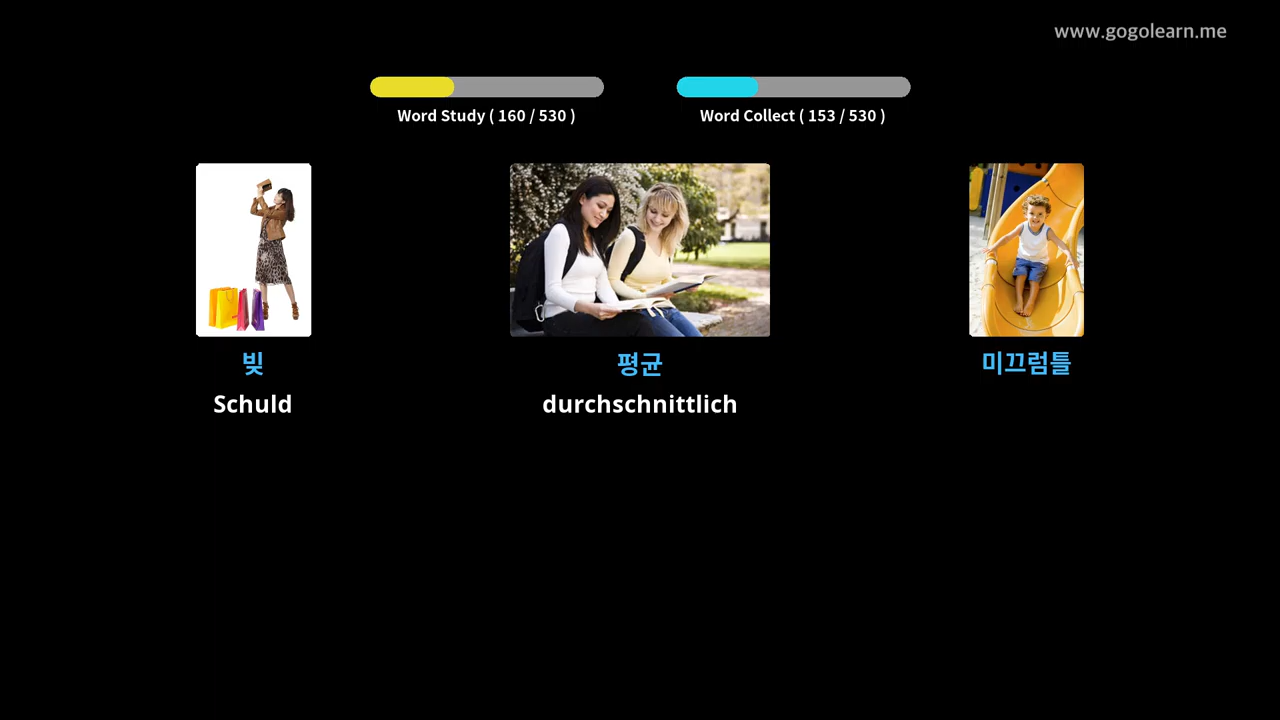 www.gogolearn.me
Word Study ( 160 / 530 )
Word Collect ( 153 / 530 )
빚
평균
미끄럼틀
Schuld
durchschnittlich